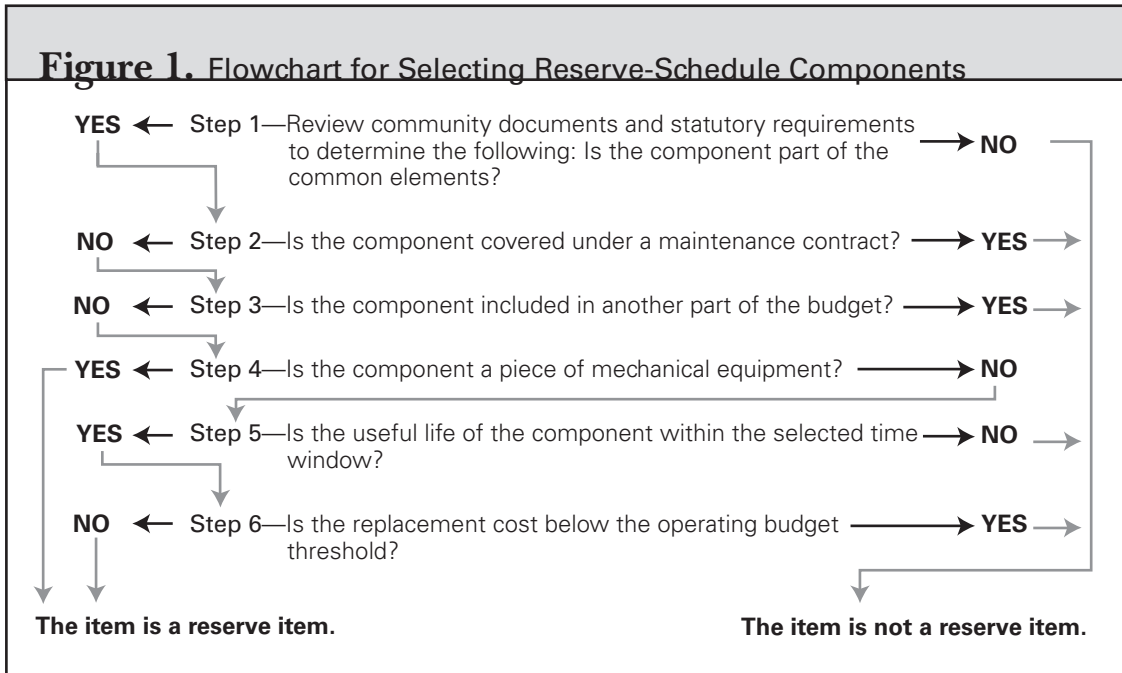 Figure 1. Flowchart for Selecting Reserve-Schedule Components
YES Step 1—Review community documents and statutory requirements
to determine the following: Is the component part of the NO
common elements?
NO Step 2—Is the component covered under a maintenance contract? YES
NO Step 3—Is the component included in another part of the budget? YES
YES Step 4—Is the component a piece of mechanical equipment? NO
YES Step 5—Is the useful life of the component within the selected time NO
window?
NO Step 6—Is the replacement cost below the operating budget YES
threshold?
The item is a reserve item. The item is not a reserve item.